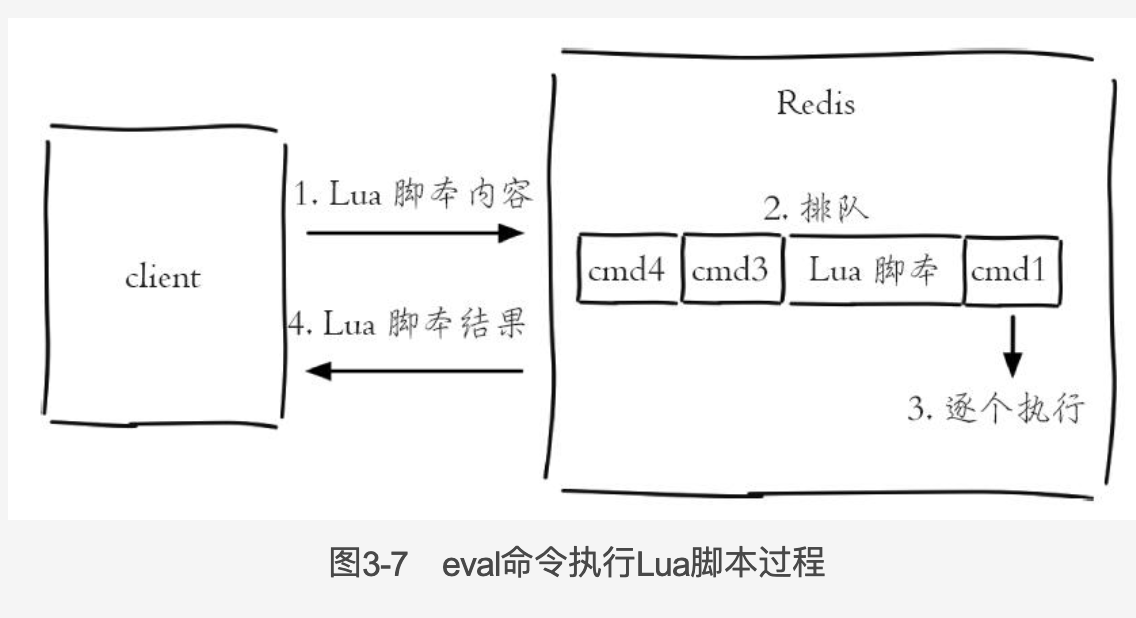 Redis
1. Lua 脚本内容
2. 排队
client
cmd4 cmd3 Lua 脚本 cmd1
4. Lua 脚本结果
3. 逐个执行
图3-7 eval命令执行Lua脚本过程